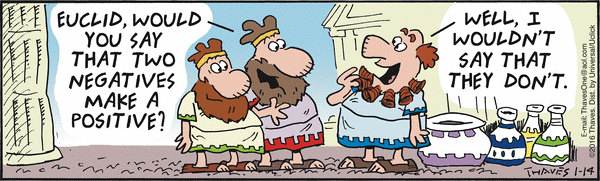 EUCLID, WOULD
YOU SAY
THAT TWO
NEGATIVES
MAKE A
POSITIVE?
WELL, I
WOULDN'T
SAY THAT
THEY DON'T.
E-mail: ThavesOne@aol.com
©2016 Thaves. Dist. by Universal/Uclick
THAVES 1-14